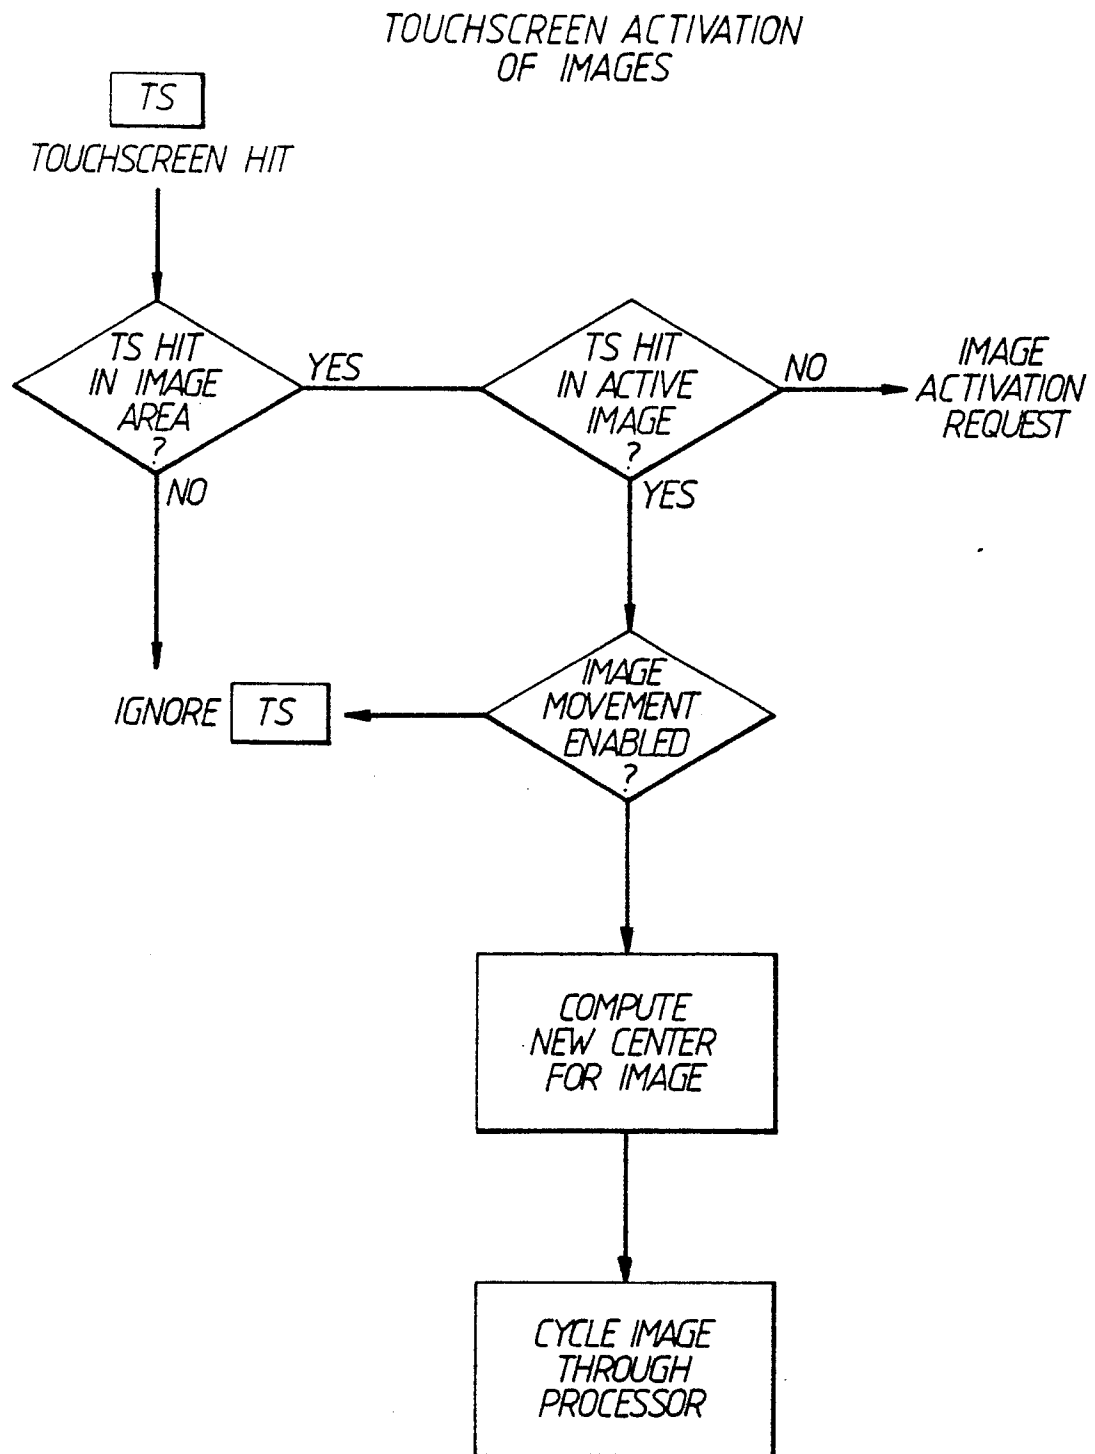 TOUCHSCREEN ACTIVATION
OF IMAGES
TS
TOUCHSCREEN HIT
TS HIT
IN IMAGE
AREA
?
YES
NO
TS HIT
IN ACTIVE
IMAGE
?
NO
YES
IMAGE
ACTIVATION
REQUEST
IGNORE TS
IMAGE
MOVEMENT
ENABLED
?
COMPUTE
NEW CENTER
FOR IMAGE
CYCLE IMAGE
THROUGH
PROCESSOR